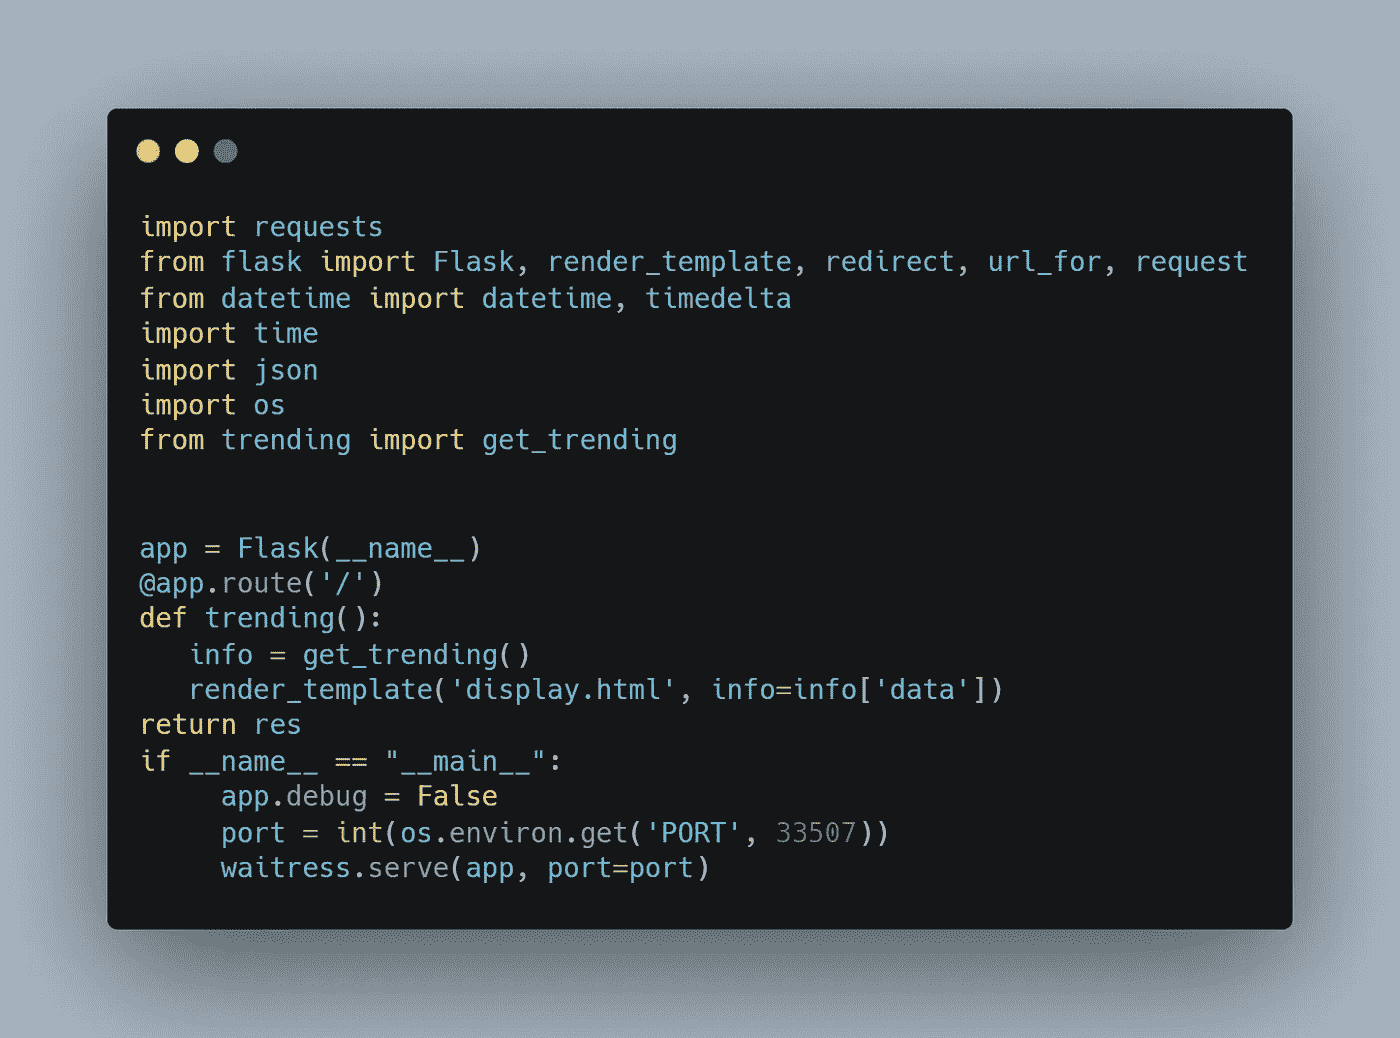 import requests
from flask import Flask, render_template, redirect, url_for, request
from datetime import datetime, timedelta
import time
import json
import os
from trending import get_trending
app = Flask(__name__)
@app.route('/')
def trending():
   info = get_trending()
   render_template('display.html', info=info['data'])
return res
if __name__ == "__main__":
     app.debug = False
     port = int(os.environ.get('PORT', 33507))
     waitress.serve(app, port=port)